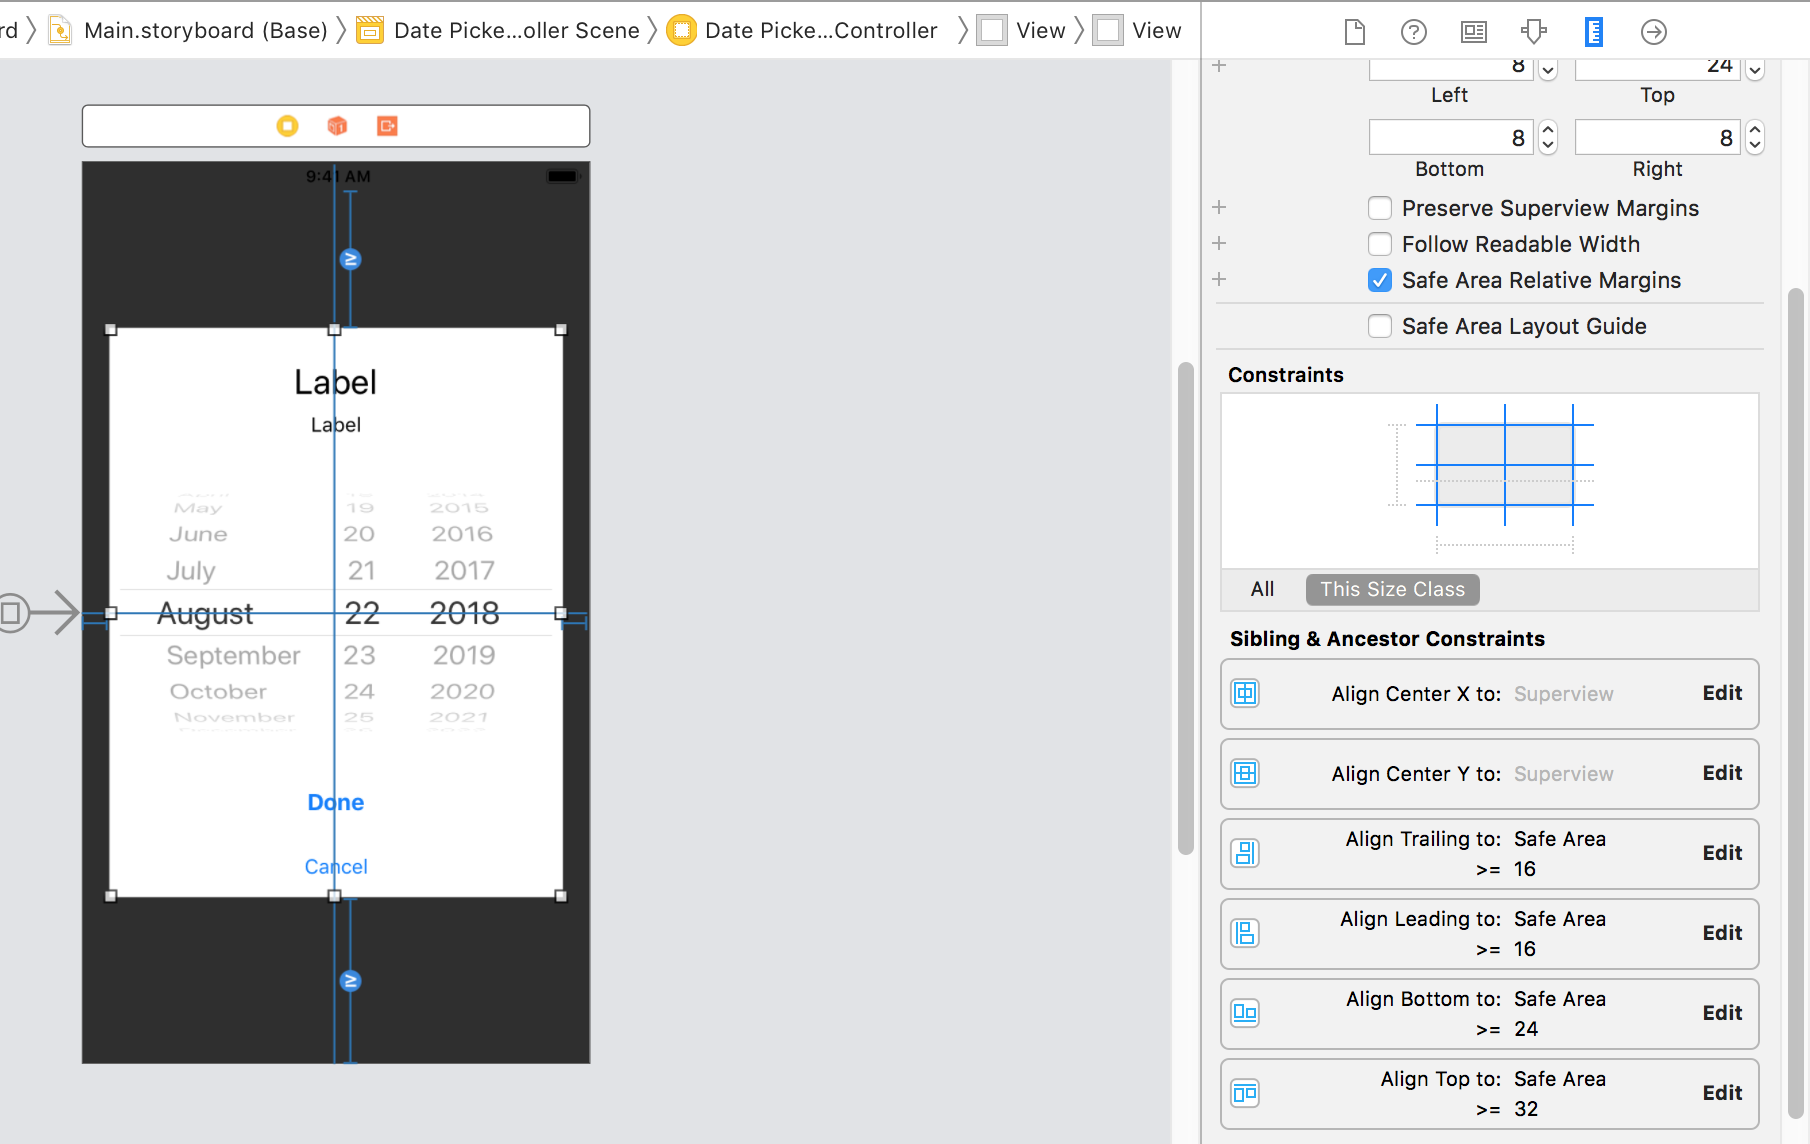 rd Main.storyboard (Base) Date Picke...oller Scene Date Picke...Controller View View
9:41 AM
Label
Label
April 18 2014
May 19 2015
June 20 2016
July 21 2017
August 22 2018
September 23 2019
October 24 2020
November 25 2021
Done
Cancel
8 24
Left Top
8 8
Bottom Right
Preserve Superview Margins
Follow Readable Width
Safe Area Relative Margins
Safe Area Layout Guide
Constraints
All This Size Class
Sibling & Ancestor Constraints
Align Center X to: Superview Edit
Align Center Y to: Superview Edit
Align Trailing to: Safe Area Edit
>= 16
Align Leading to: Safe Area Edit
>= 16
Align Bottom to: Safe Area Edit
>= 24
Align Top to: Safe Area Edit
>= 32